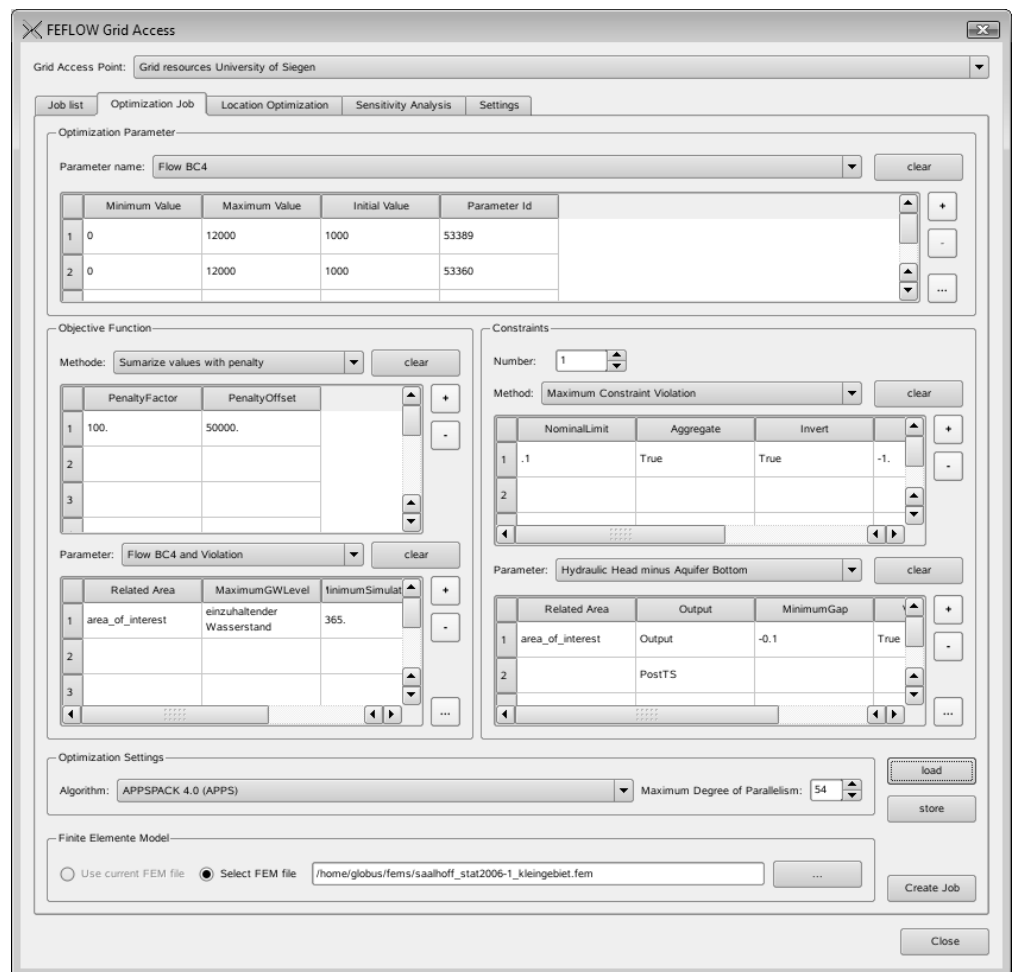 FEFLOW Grid Access
Grid Access Point: Grid resources University of Siegen
Job list Optimization Job Location Optimization Sensitivity Analysis Settings
Optimization Parameter
Parameter name: Flow BC4 clear
Minimum Value Maximum Value Initial Value Parameter Id +
1 0 12000 1000 53389 -
2 0 12000 1000 53360
...
Objective Function
Methode: Sumarize values with penalty clear
PenaltyFactor PenaltyOffset +
1 100. 50000. -
2
3
Parameter: Flow BC4 and Violation clear
Related Area MaximumGWLevel finimumSimulat +
1 area_of_interest einzuhaltender Wasserstand 365. -
2
3
...
Constraints
Number: 1
Method: Maximum Constraint Violation clear
NominalLimit Aggregate Invert +
1 .1 True True -1. -
2
Parameter: Hydraulic Head minus Aquifer Bottom clear
Related Area Output MinimumGap +
1 area_of_interest Output -0.1 True -
2 PostTS
...
Optimization Settings
Algorithm: APPSPACK 4.0 (APPS) Maximum Degree of Parallelism: 54
load
store
Finite Elemente Model
Use current FEM file Select FEM file /home/globus/fems/saalhoff_stat2006-1_kleingebiet.fem ...
Create Job
Close